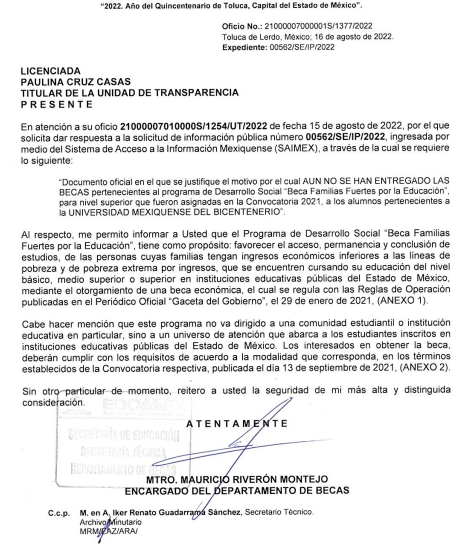 "2022. Año del Quincentenario de Toluca, Capital del Estado de México".
Oficio No.: 210000070000001S/1377/2022
Toluca de Lerdo, México; 16 de agosto de 2022.
Expediente: 00562/SE/IP/2022
LICENCIADA
PAULINA CRUZ CASAS
TITULAR DE LA UNIDAD DE TRANSPARENCIA
P R E S E N T E
En atención a su oficio 21000007010000S/1254/UT/2022 de fecha 15 de agosto de 2022, por el que
solicita dar respuesta a la solicitud de información pública número 00562/SE/IP/2022, ingresada por
medio del Sistema de Acceso a la Información Mexiquense (SAIMEX), a través de la cual se requiere
lo siguiente:
"Documento oficial en el que se justifique el motivo por el cual AUN NO SE HAN ENTREGADO LAS
BECAS pertenecientes al programa de Desarrollo Social "Beca Familias Fuertes por la Educación",
para nivel superior que fueron asignadas en la Convocatoria 2021, a los alumnos pertenecientes a
la UNIVERSIDAD MEXIQUENSE DEL BICENTENERIO".
Al respecto, me permito informar a Usted que el Programa de Desarrollo Social "Beca Familias
Fuertes por la Educación", tiene como propósito: favorecer el acceso, permanencia y conclusión de
estudios, de las personas cuyas familias tengan ingresos económicos inferiores a las líneas de
pobreza y de pobreza extrema por ingresos, que se encuentren cursando su educación del nivel
básico, medio superior o superior en instituciones educativas públicas del Estado de México,
mediante el otorgamiento de una beca económica, el cual se regula con las Reglas de Operación
publicadas en el Periódico Oficial "Gaceta del Gobierno", el 29 de enero de 2021, (ANEXO 1).
Cabe hacer mención que este programa no va dirigido a una comunidad estudiantil o institución
educativa en particular, sino a un universo de atención que abarca a los estudiantes inscritos en
instituciones educativas públicas del Estado de México. Los interesados en obtener la beca,
deberán cumplir con los requisitos de acuerdo a la modalidad que corresponda, en los términos
establecidos de la Convocatoria respectiva, publicada el día 13 de septiembre de 2021, (ANEXO 2).
Sin otro particular de momento, reitero a usted la seguridad de mi más alta y distinguida
consideración.
A T E N T A M E N T E
EDOMÉX
SECRETARÍA DE EDUCACIÓN
SECRETARÍA TÉCNICA
DEPARTAMENTO DE BECAS
MTRO. MAURICIO RIVERÓN MONTEJO
ENCARGADO DEL DEPARTAMENTO DE BECAS
C.c.p. M. en A. Iker Renato Guadarrama Sánchez, Secretario Técnico.
Archivo/Minutario
MRM/EAZ/ARA/